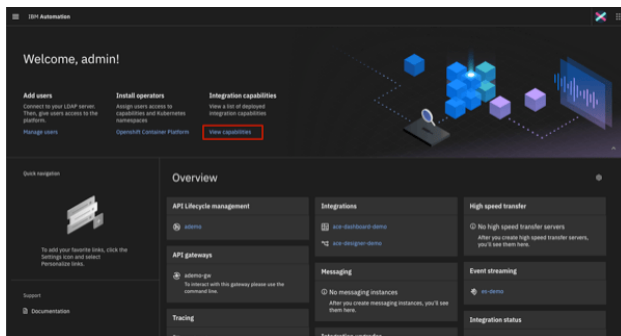 IBM Automation
Welcome, admin!
Add users
Connect to your LDAP server.
Then, give users access to the
platform.
Manage users
Install operators
Assign users access to
capabilities and Kubernetes
namespaces
Openshift Container Platform
Integration capabilities
View a list of deployed
integration capabilities
View capabilities
Quick navigation
To add your favorite links, click the
Settings icon and select
Personalize links.
Support
Documentation
Overview
API Lifecycle management
ademo
API gateways
ademo-gw
To interact with this gateway please use the
command line.
Tracing
Integrations
ace-dashboard-demo
ace-designer-demo
Messaging
No messaging instances
After you create messaging instances, you'll see
them here.
High speed transfer
No high speed transfer servers
After you create high speed transfer servers,
you'll see them here.
Event streaming
es-demo
Integration status